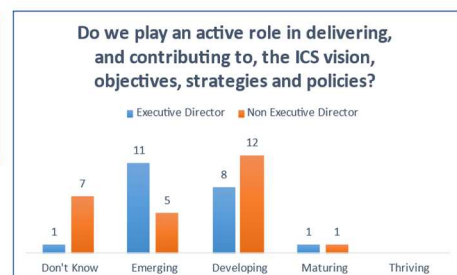 Do we play an active role in delivering,
and contributing to, the ICS vision,
objectives, strategies and policies?
Executive Director Non Executive Director
12
11
8
7
5
1 1 1
Don't Know Emerging Developing Maturing Thriving